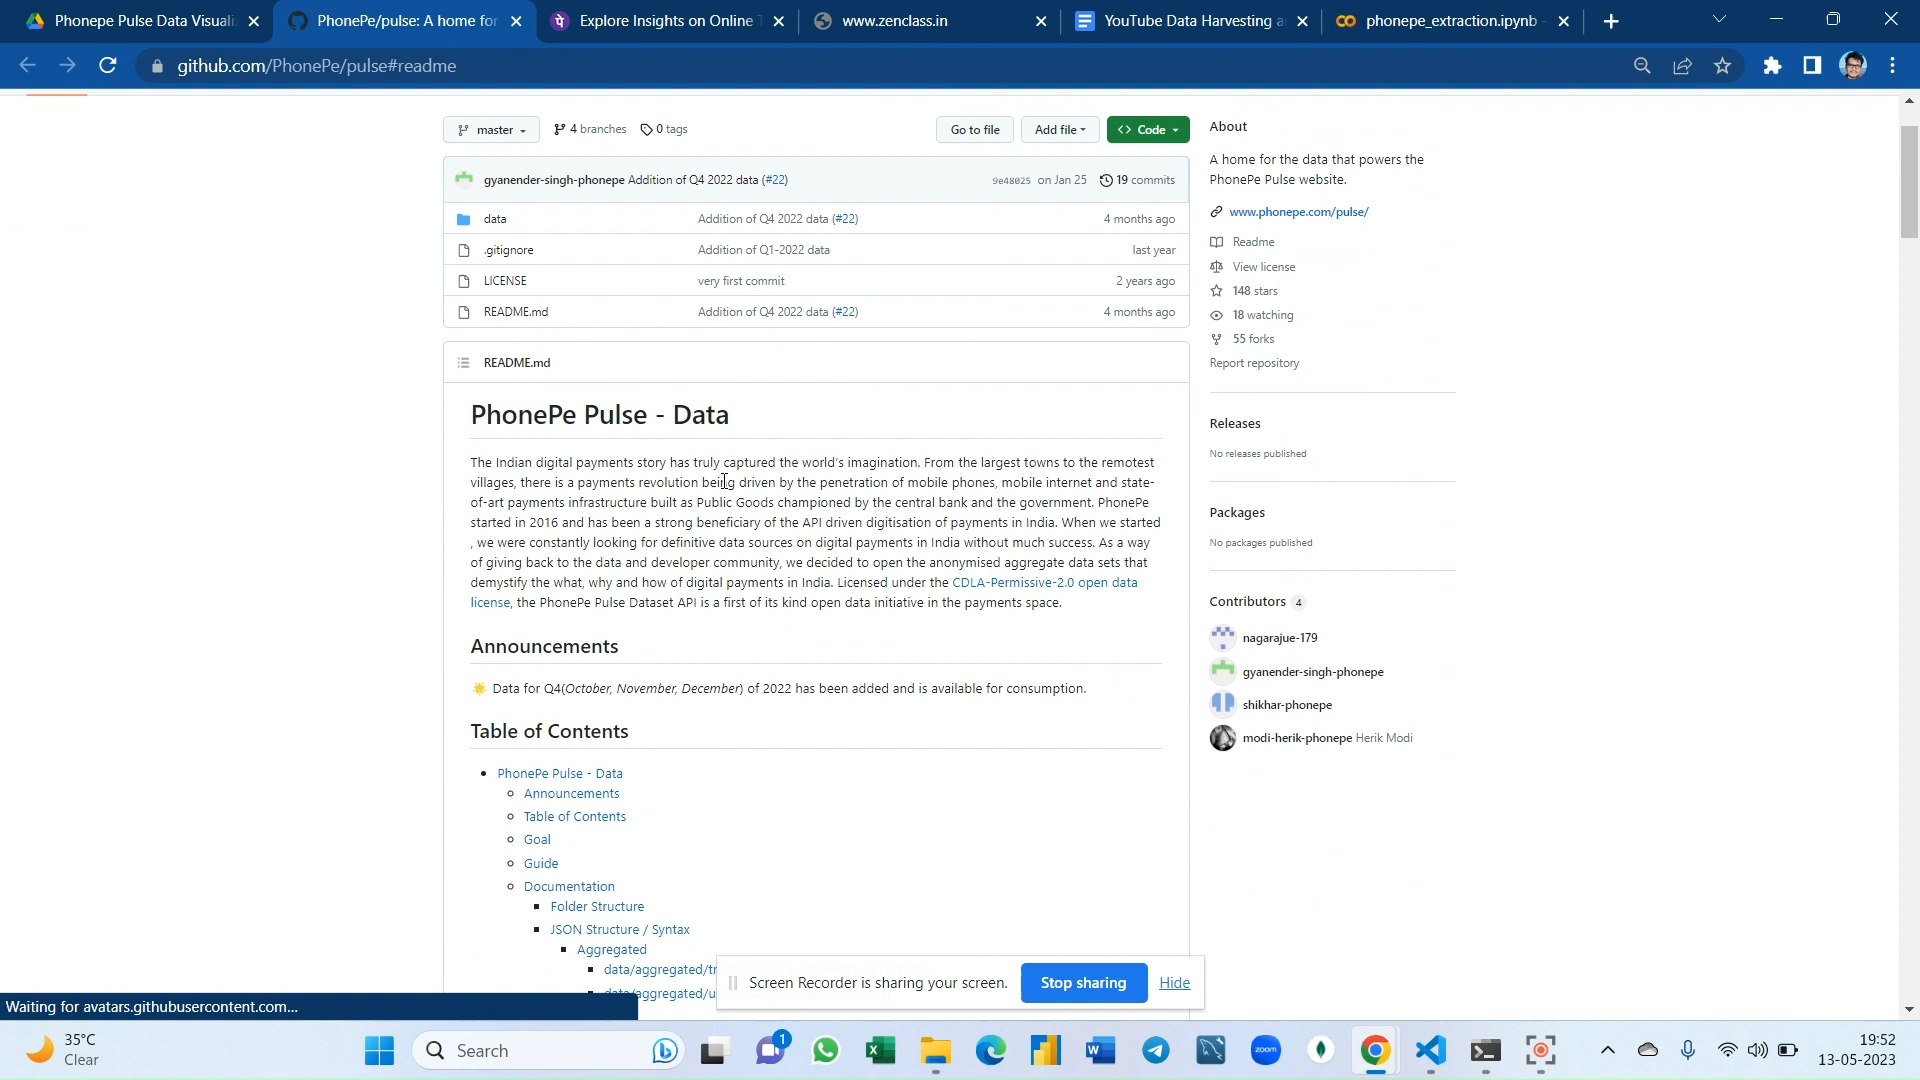 Phonepe Pulse Data Visuali
PhonePe/pulse: A home for
Explore Insights on Online T
www.zenclass.in
YouTube Data Harvesting a
phonepe_extraction.ipynb -
github.com/PhonePe/pulse#readme
master
4 branches
0 tags
Go to file
Add file
Code
gyanender-singh-phonepe Addition of Q4 2022 data (#22)
9e48025 on Jan 25
19 commits
data
Addition of Q4 2022 data (#22)
4 months ago
.gitignore
Addition of Q1-2022 data
last year
LICENSE
very first commit
2 years ago
README.md
Addition of Q4 2022 data (#22)
4 months ago
README.md
PhonePe Pulse - Data
The Indian digital payments story has truly captured the world's imagination. From the largest towns to the remotest
villages, there is a payments revolution being driven by the penetration of mobile phones, mobile internet and state-
of-art payments infrastructure built as Public Goods championed by the central bank and the government. PhonePe
started in 2016 and has been a strong beneficiary of the API driven digitisation of payments in India. When we started
, we were constantly looking for definitive data sources on digital payments in India without much success. As a way
of giving back to the data and developer community, we decided to open the anonymised aggregate data sets that
demystify the what, why and how of digital payments in India. Licensed under the CDLA-Permissive-2.0 open data
license, the PhonePe Pulse Dataset API is a first of its kind open data initiative in the payments space.
Announcements
Data for Q4(October, November, December) of 2022 has been added and is available for consumption.
Table of Contents
PhonePe Pulse - Data
Announcements
Table of Contents
Goal
Guide
Documentation
Folder Structure
JSON Structure / Syntax
Aggregated
data/aggregated/tr
data/aggregated/u
About
A home for the data that powers the
PhonePe Pulse website.
www.phonepe.com/pulse/
Readme
View license
148 stars
18 watching
55 forks
Report repository
Releases
No releases published
Packages
No packages published
Contributors 4
nagarajue-179
gyanender-singh-phonepe
shikhar-phonepe
modi-herik-phonepe Herik Modi
Screen Recorder is sharing your screen.
Stop sharing
Hide
Waiting for avatars.githubusercontent.com...
35°C
Clear
Search
1
zoom
19:52
13-05-2023